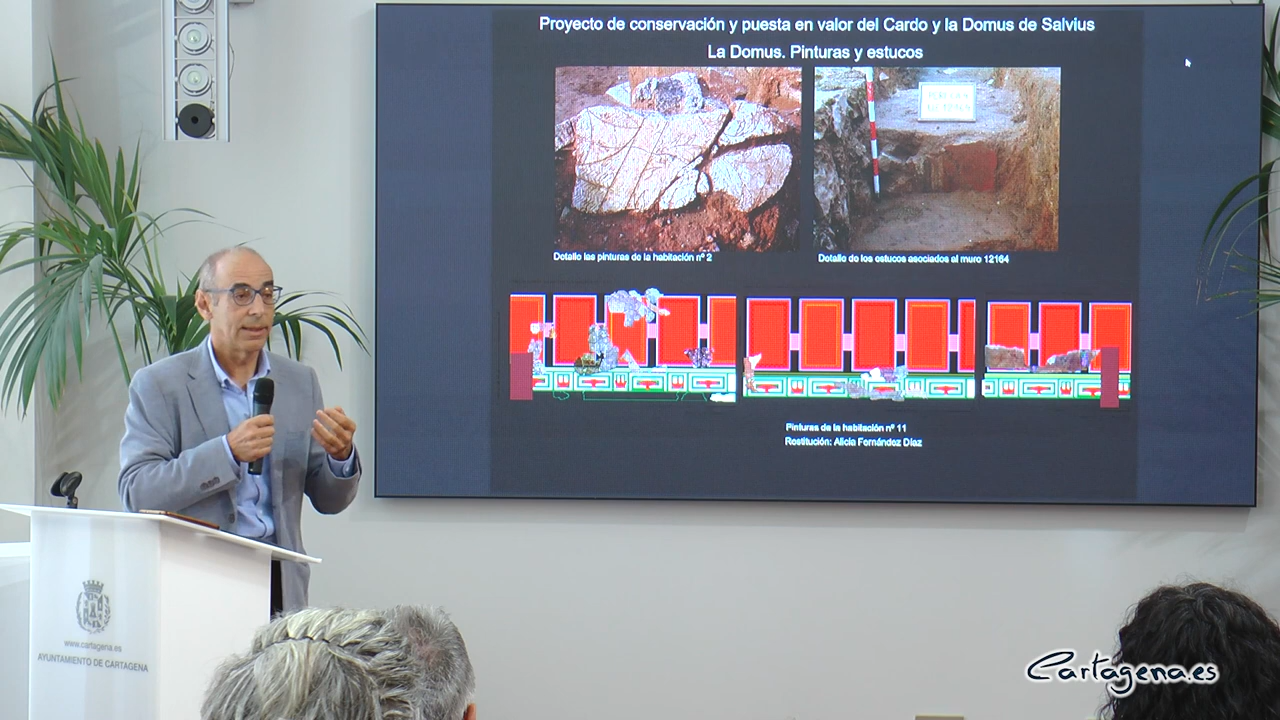 Proyecto de conservación y puesta en valor del Cardo y la Domus de Salvius
La Domus. Pinturas y estucos
Detalle las pinturas de la habitación nº 2
Detalle de los estucos asociados al muro 12164
Pinturas de la habitación nº 11
Restitución: Alicia Fernández Díaz
www.cartagena.es
AYUNTAMIENTO DE CARTAGENA
Cartagena.es